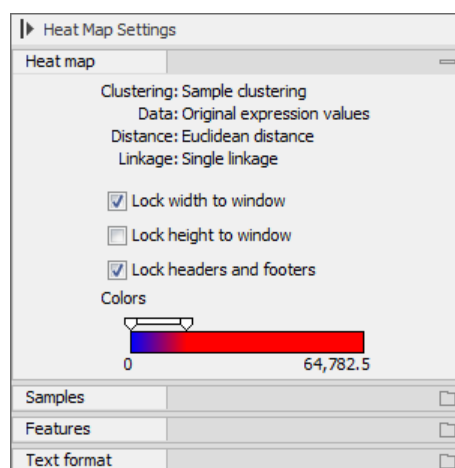 Heat Map Settings
Heat map
Clustering: Sample clustering
Data: Original expression values
Distance: Euclidean distance
Linkage: Single linkage
Lock width to window
Lock height to window
Lock headers and footers
Colors
0 64,782.5
Samples
Features
Text format